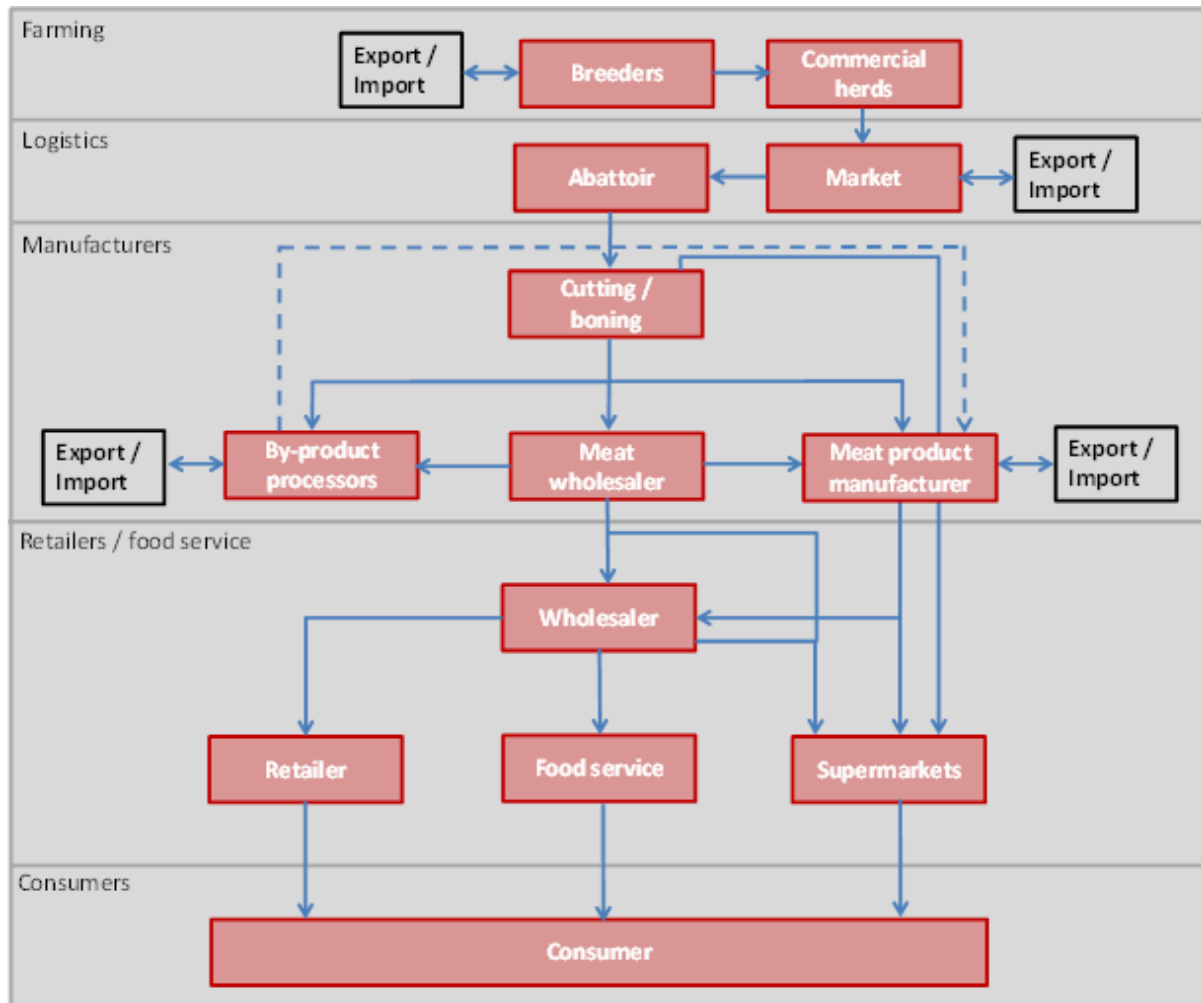 Farming
Export /
Import
Breeders
Commercial
herds
Logistics
Abattoir
Market
Export /
Import
Manufacturers
Cutting /
boning
Export /
Import
By-product
processors
Meat
wholesaler
Meat product
manufacturer
Export /
Import
Retailers / food service
Wholesaler
Retailer
Food service
Supermarkets
Consumers
Consumer